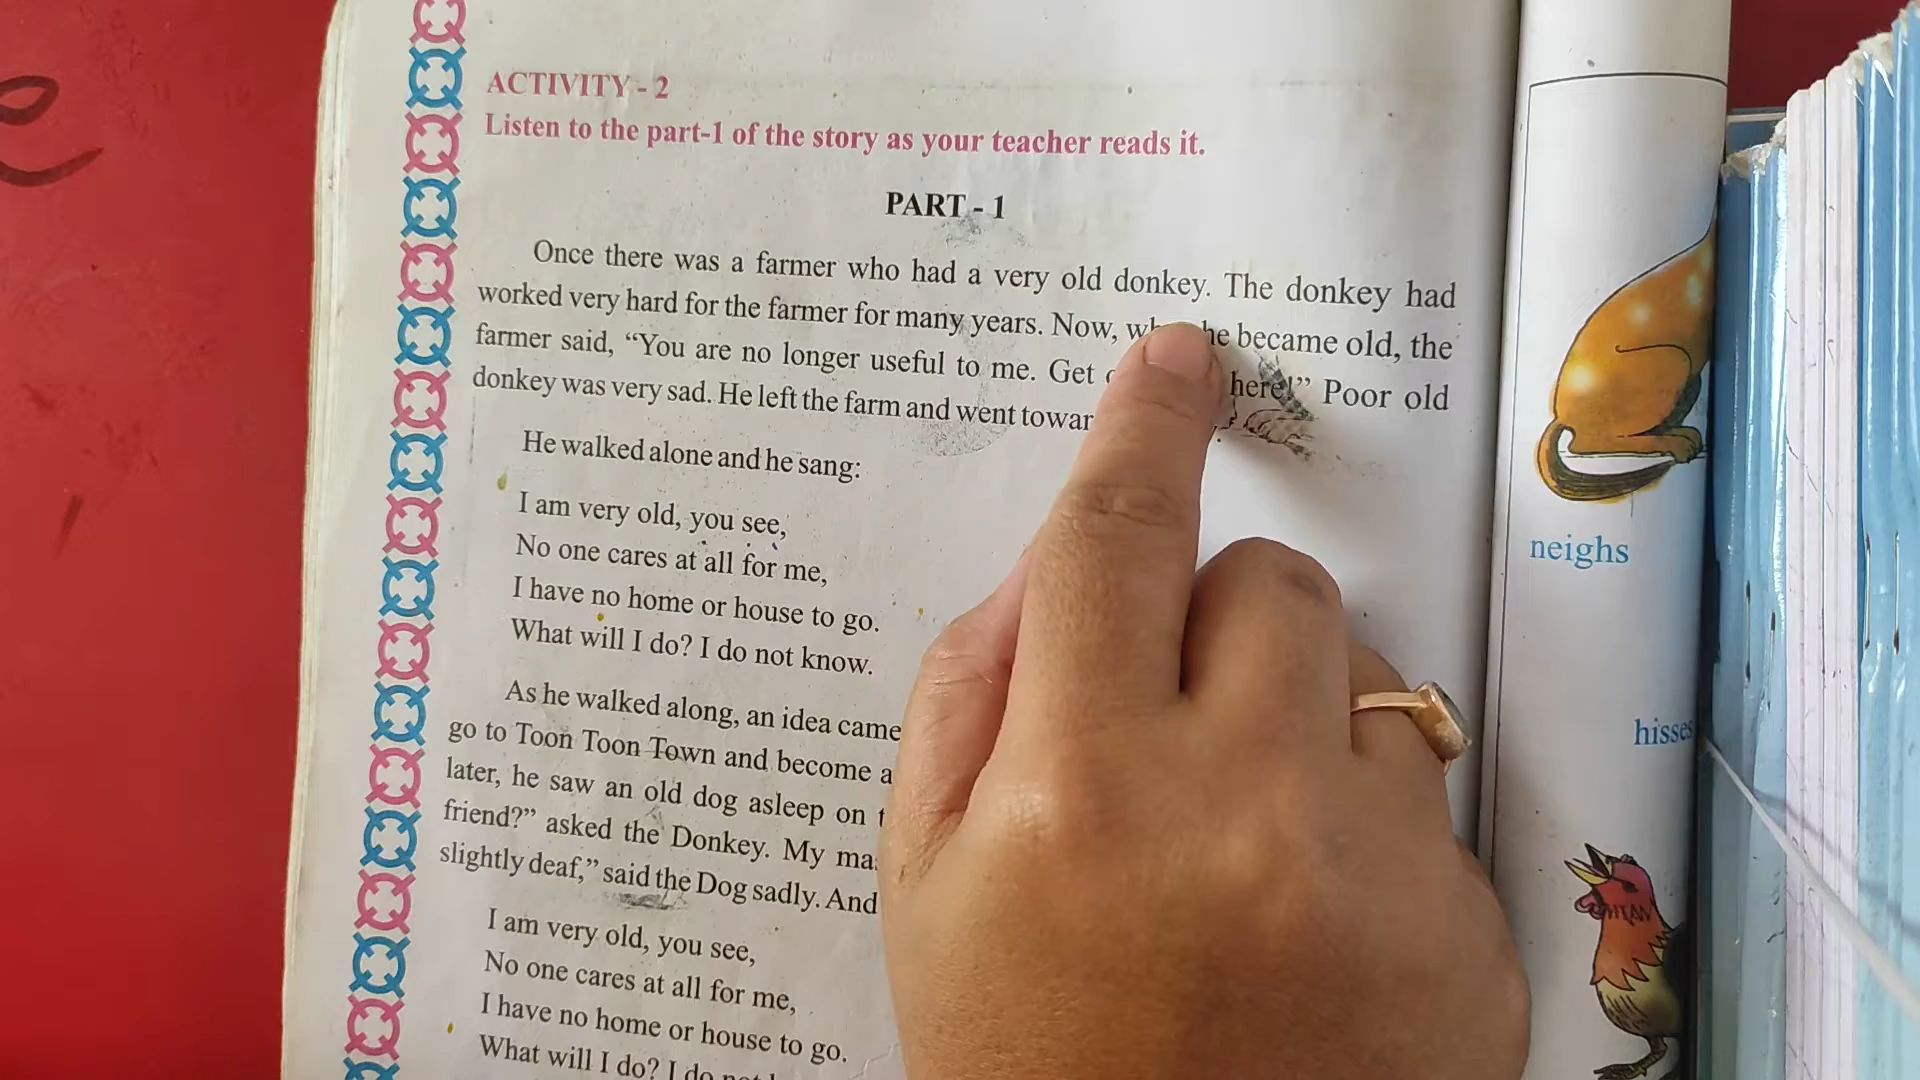 ACTIVITY - 2
Listen to the part-1 of the story as your teacher reads it.
PART - 1
Once there was a farmer who had a very old donkey. The donkey had
worked very hard for the farmer for many years. Now, he became old, the
farmer said, “You are no longer useful to me. Get here!” Poor old
donkey was very sad. He left the farm and went
He walked alone and he sang:
I am very old, you see,
No one cares at all for me,
I have no home or house to go.
What will I do? I do not know.
As he walked along, an idea came
go to Toon Toon Town and become a
later, he saw an old dog asleep on
friend?” asked the Donkey. My
slightly deaf,” said the Dog sadly. And
I am very old, you see,
No one cares at all for me,
I have no home or house to go.
What will I do? I do
neighs
hisses